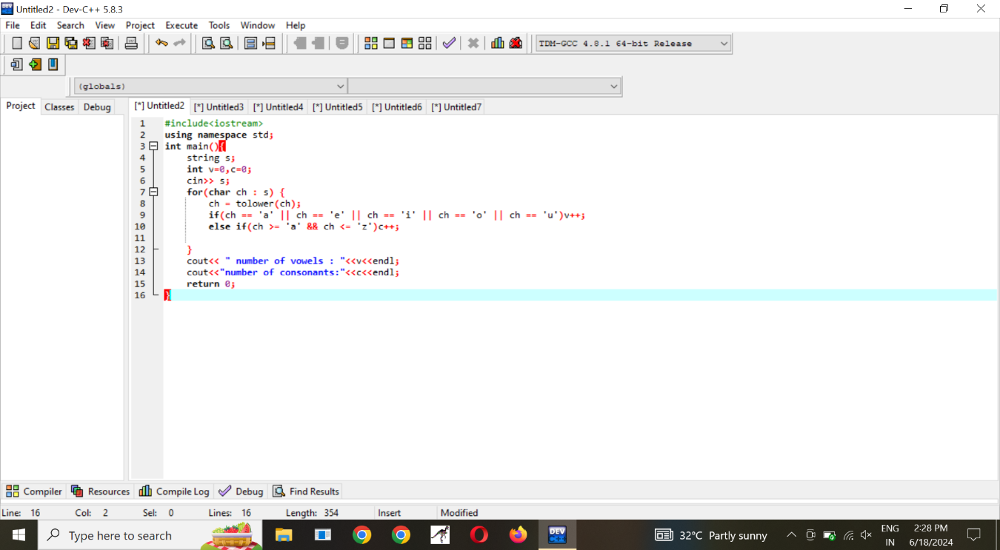 Untitled2 - Dev-C++ 5.8.3
File Edit Search View Project Execute Tools Window Help
TDM-GCC 4.8.1 64-bit Release
(globals)
Project Classes Debug [*] Untitled2 [*] Untitled3 [*] Untitled4 [*] Untitled5 [*] Untitled6 [*] Untitled7
1 #include<iostream>
2 using namespace std;
3 int main(){
4 string s;
5 int v=0,c=0;
6 cin>> s;
7 for(char ch : s) {
8 ch = tolower(ch);
9 if(ch == 'a' || ch == 'e' || ch == 'i' || ch == 'o' || ch == 'u')v++;
10 else if(ch >= 'a' && ch <= 'z')c++;
11
12 }
13 cout<< " number of vowels : "<<v<<endl;
14 cout<<"number of consonants:"<<c<<endl;
15 return 0;
16 }
Compiler Resources Compile Log Debug Find Results
Line: 16 Col: 2 Sel: 0 Lines: 16 Length: 354 Insert Modified
Type here to search DEV C++ 32°C Partly sunny ENG 2:28 PM
IN 6/18/2024